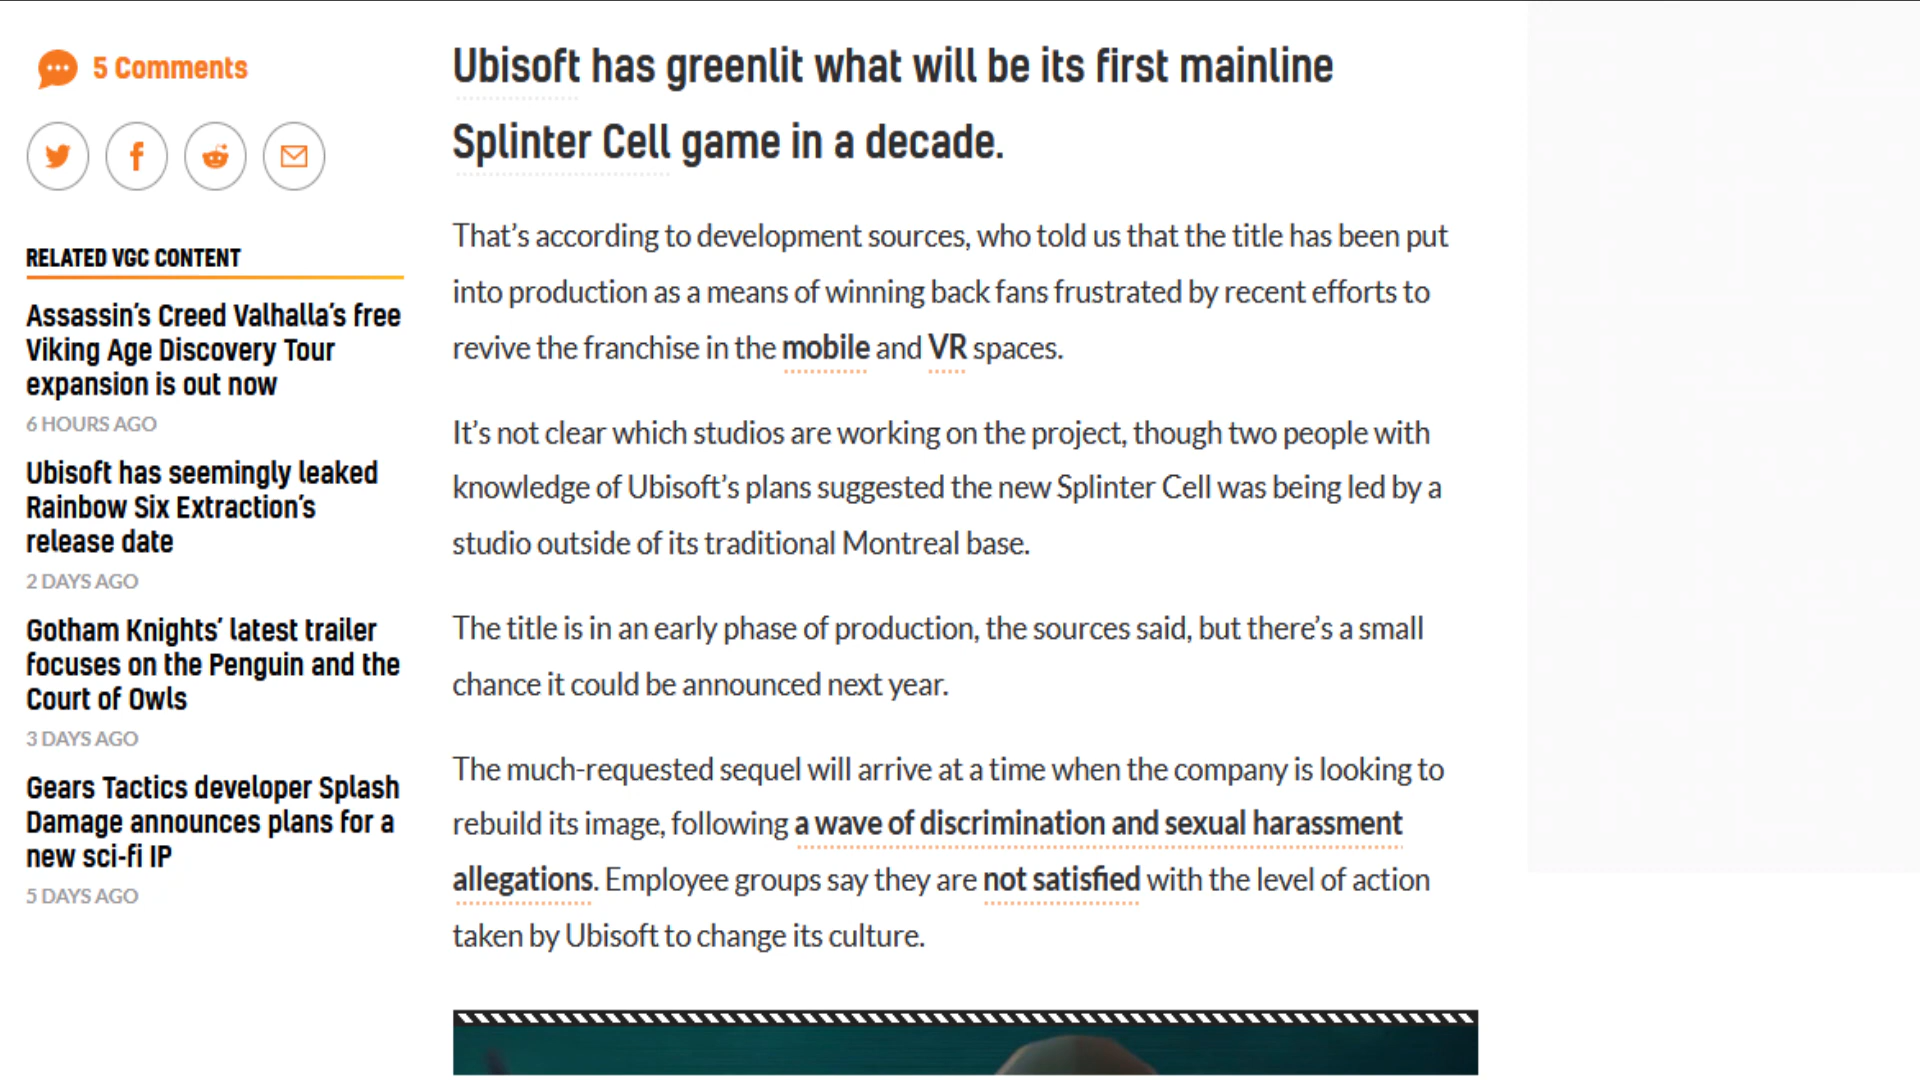 5 Comments
RELATED VGC CONTENT
Assassin’s Creed Valhalla’s free
Viking Age Discovery Tour
expansion is out now
6 HOURS AGO
Ubisoft has seemingly leaked
Rainbow Six Extraction’s
release date
2 DAYS AGO
Gotham Knights’ latest trailer
focuses on the Penguin and the
Court of Owls
3 DAYS AGO
Gears Tactics developer Splash
Damage announces plans for a
new sci-fi IP
5 DAYS AGO
Ubisoft has greenlit what will be its first mainline
Splinter Cell game in a decade.
That’s according to development sources, who told us that the title has been put
into production as a means of winning back fans frustrated by recent efforts to
revive the franchise in the mobile and VR spaces.
It’s not clear which studios are working on the project, though two people with
knowledge of Ubisoft’s plans suggested the new Splinter Cell was being led by a
studio outside of its traditional Montreal base.
The title is in an early phase of production, the sources said, but there’s a small
chance it could be announced next year.
The much-requested sequel will arrive at a time when the company is looking to
rebuild its image, following a wave of discrimination and sexual harassment
allegations. Employee groups say they are not satisfied with the level of action
taken by Ubisoft to change its culture.